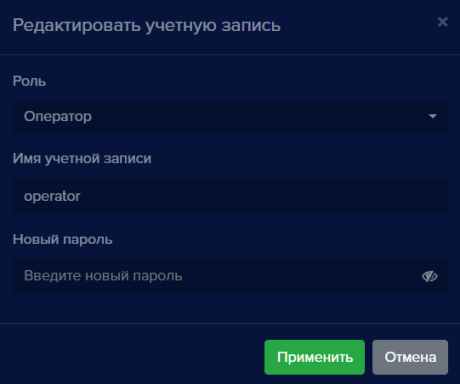 Редактировать учетную запись
Роль
Оператор
Имя учетной записи
operator
Новый пароль
Введите новый пароль
Применить Отмена